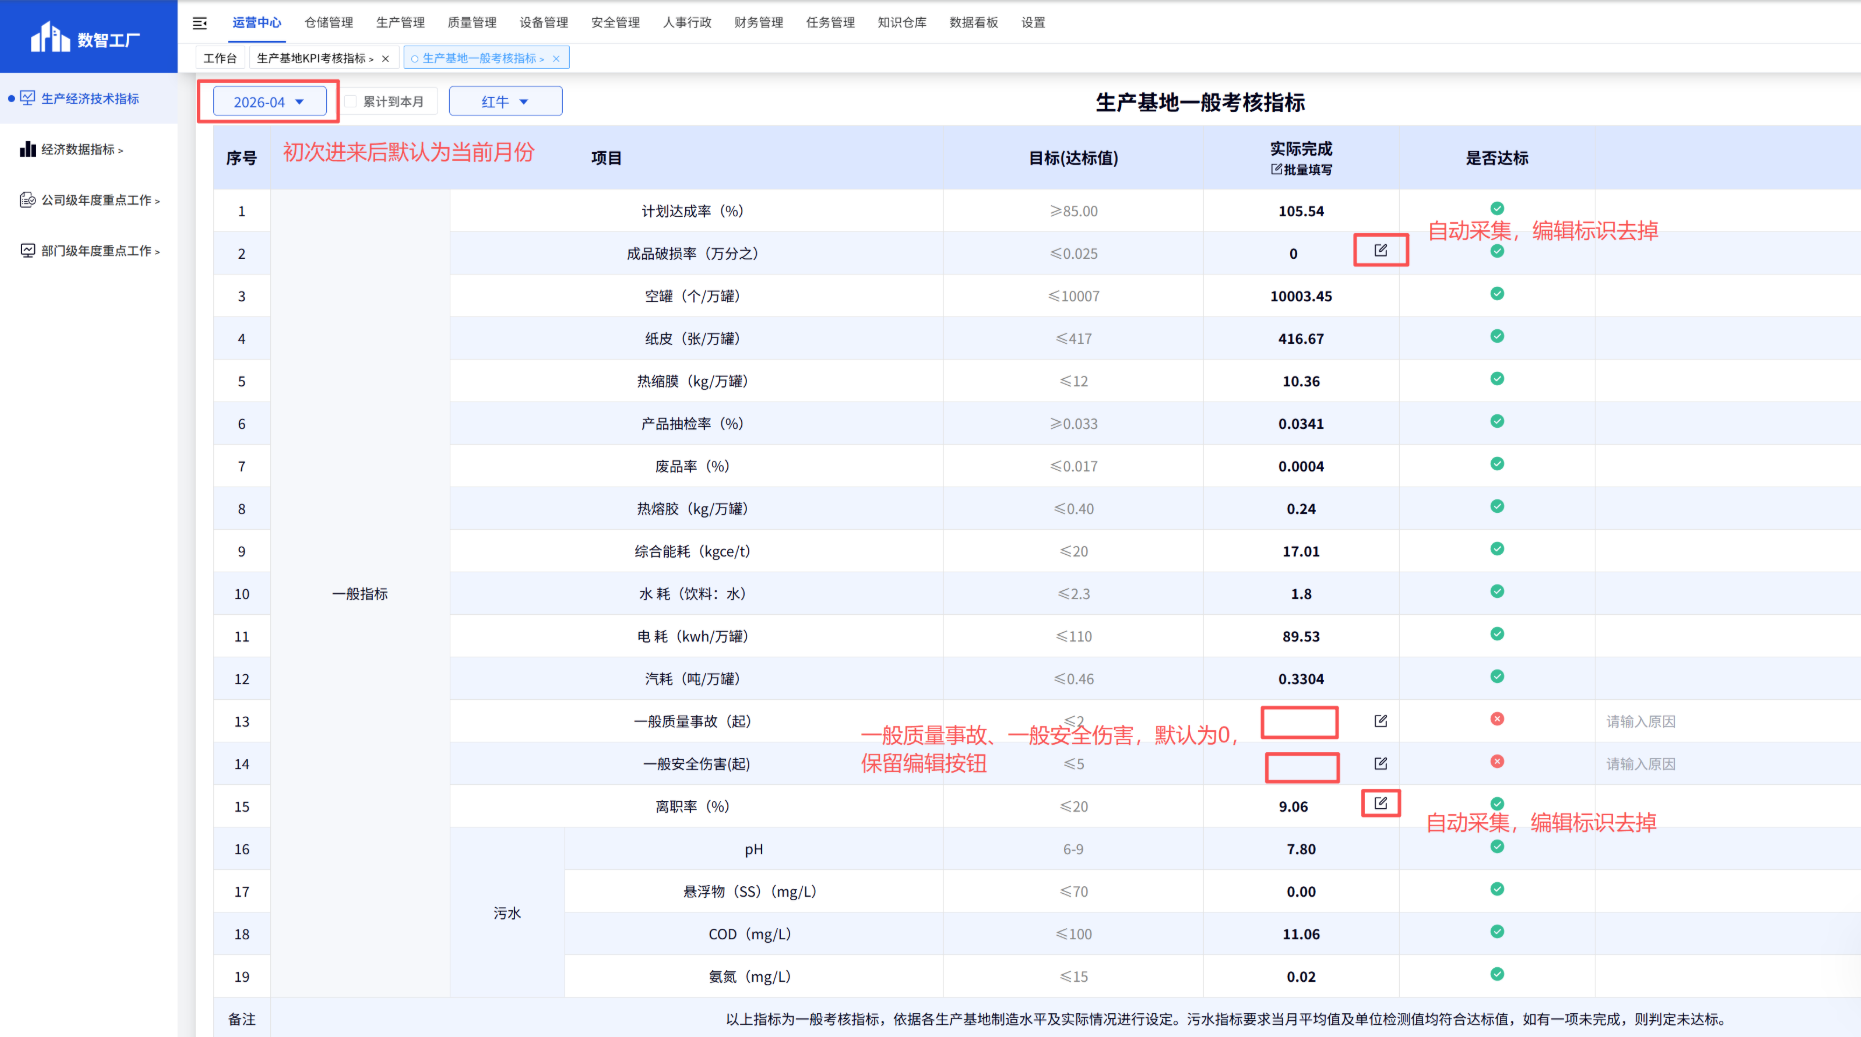 数智工厂
运营中心 仓储管理 生产管理 质量管理 设备管理 安全管理 人事行政 财务管理 任务管理 知识仓库 数据看板 设置
工作台 生产基地KPI考核指标 > × 生产基地一般考核指标 > ×
生产经济技术指标
经济数据指标 >
公司级年度重点工作 >
部门级年度重点工作 >
2026-04 累计到本月 红牛 生产基地一般考核指标
初次进来后默认为当前月份
序号 项目 目标(达标值) 实际完成 是否达标
批量填写
一般指标
1 计划达成率（%） ≥85.00 105.54
自动采集，编辑标识去掉
2 成品破损率（万分之） ≤0.025 0
3 空罐（个/万罐） ≤10007 10003.45
4 纸皮（张/万罐） ≤417 416.67
5 热缩膜（kg/万罐） ≤12 10.36
6 产品抽检率（%） ≥0.033 0.0341
7 废品率（%） ≤0.017 0.0004
8 热熔胶（kg/万罐） ≤0.40 0.24
9 综合能耗（kgce/t） ≤20 17.01
10 水 耗（饮料：水） ≤2.3 1.8
11 电 耗（kwh/万罐） ≤110 89.53
12 汽耗（吨/万罐） ≤0.46 0.3304
13 一般质量事故（起） ≤2 请输入原因
一般质量事故、一般安全伤害，默认为0，
保留编辑按钮
14 一般安全伤害(起) ≤5 请输入原因
15 离职率（%） ≤20 9.06
自动采集，编辑标识去掉
污水
16 pH 6-9 7.80
17 悬浮物（SS）（mg/L） ≤70 0.00
18 COD（mg/L） ≤100 11.06
19 氨氮（mg/L） ≤15 0.02
备注 以上指标为一般考核指标，依据各生产基地制造水平及实际情况进行设定。污水指标要求当月平均值及单位检测值均符合达标值，如有一项未完成，则判定未达标。